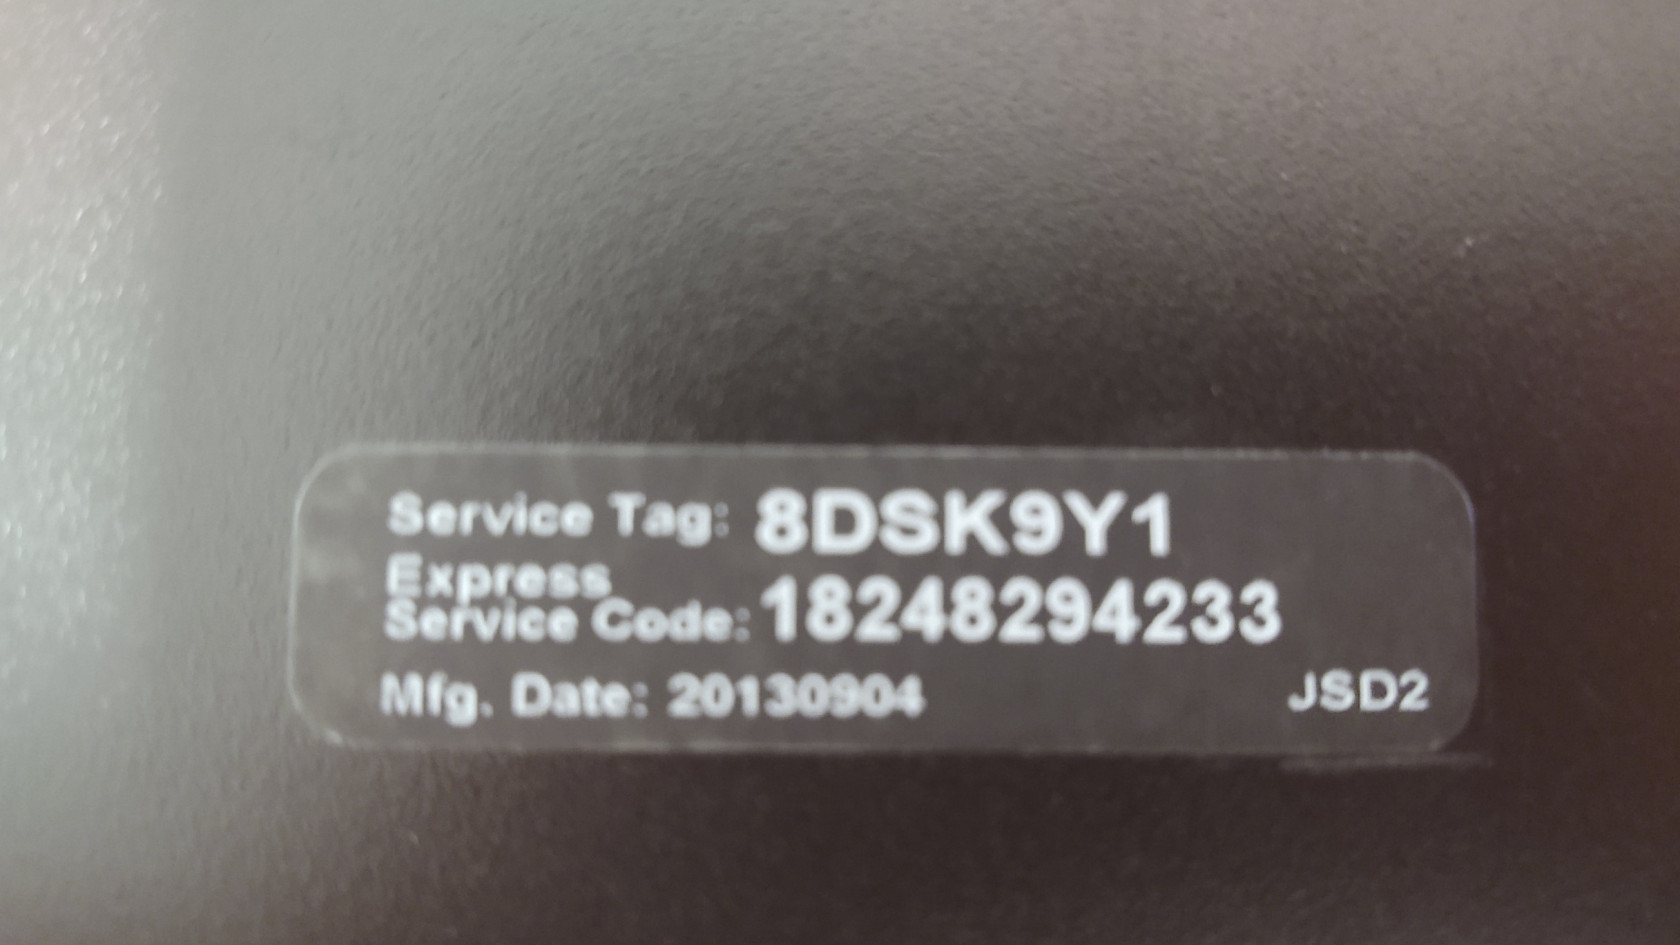 Service Tag: 8DSK9Y1
Express
Service Code: 18248294233
Mfg. Date: 20130904 JSD2